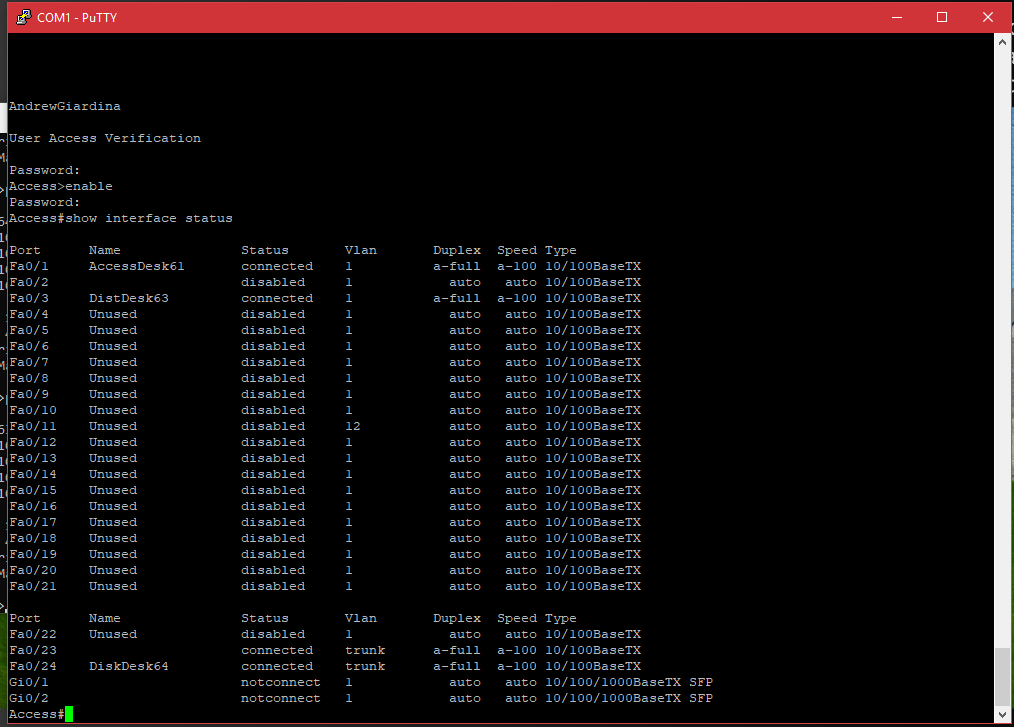 COM1 - PuTTY
AndrewGiardina
User Access Verification
Password:
Access>enable
Password:
Access#show interface status
Port Name Status Vlan Duplex Speed Type
Fa0/1 AccessDesk61 connected 1 a-full a-100 10/100BaseTX
Fa0/2 disabled 1 auto auto 10/100BaseTX
Fa0/3 DistDesk63 connected 1 a-full a-100 10/100BaseTX
Fa0/4 Unused disabled 1 auto auto 10/100BaseTX
Fa0/5 Unused disabled 1 auto auto 10/100BaseTX
Fa0/6 Unused disabled 1 auto auto 10/100BaseTX
Fa0/7 Unused disabled 1 auto auto 10/100BaseTX
Fa0/8 Unused disabled 1 auto auto 10/100BaseTX
Fa0/9 Unused disabled 1 auto auto 10/100BaseTX
Fa0/10 Unused disabled 1 auto auto 10/100BaseTX
Fa0/11 Unused disabled 12 auto auto 10/100BaseTX
Fa0/12 Unused disabled 1 auto auto 10/100BaseTX
Fa0/13 Unused disabled 1 auto auto 10/100BaseTX
Fa0/14 Unused disabled 1 auto auto 10/100BaseTX
Fa0/15 Unused disabled 1 auto auto 10/100BaseTX
Fa0/16 Unused disabled 1 auto auto 10/100BaseTX
Fa0/17 Unused disabled 1 auto auto 10/100BaseTX
Fa0/18 Unused disabled 1 auto auto 10/100BaseTX
Fa0/19 Unused disabled 1 auto auto 10/100BaseTX
Fa0/20 Unused disabled 1 auto auto 10/100BaseTX
Fa0/21 Unused disabled 1 auto auto 10/100BaseTX
Port Name Status Vlan Duplex Speed Type
Fa0/22 Unused disabled 1 auto auto 10/100BaseTX
Fa0/23 connected trunk a-full a-100 10/100BaseTX
Fa0/24 DiskDesk64 connected trunk a-full a-100 10/100BaseTX
Gi0/1 notconnect 1 auto auto 10/100/1000BaseTX SFP
Gi0/2 notconnect 1 auto auto 10/100/1000BaseTX SFP
Access#